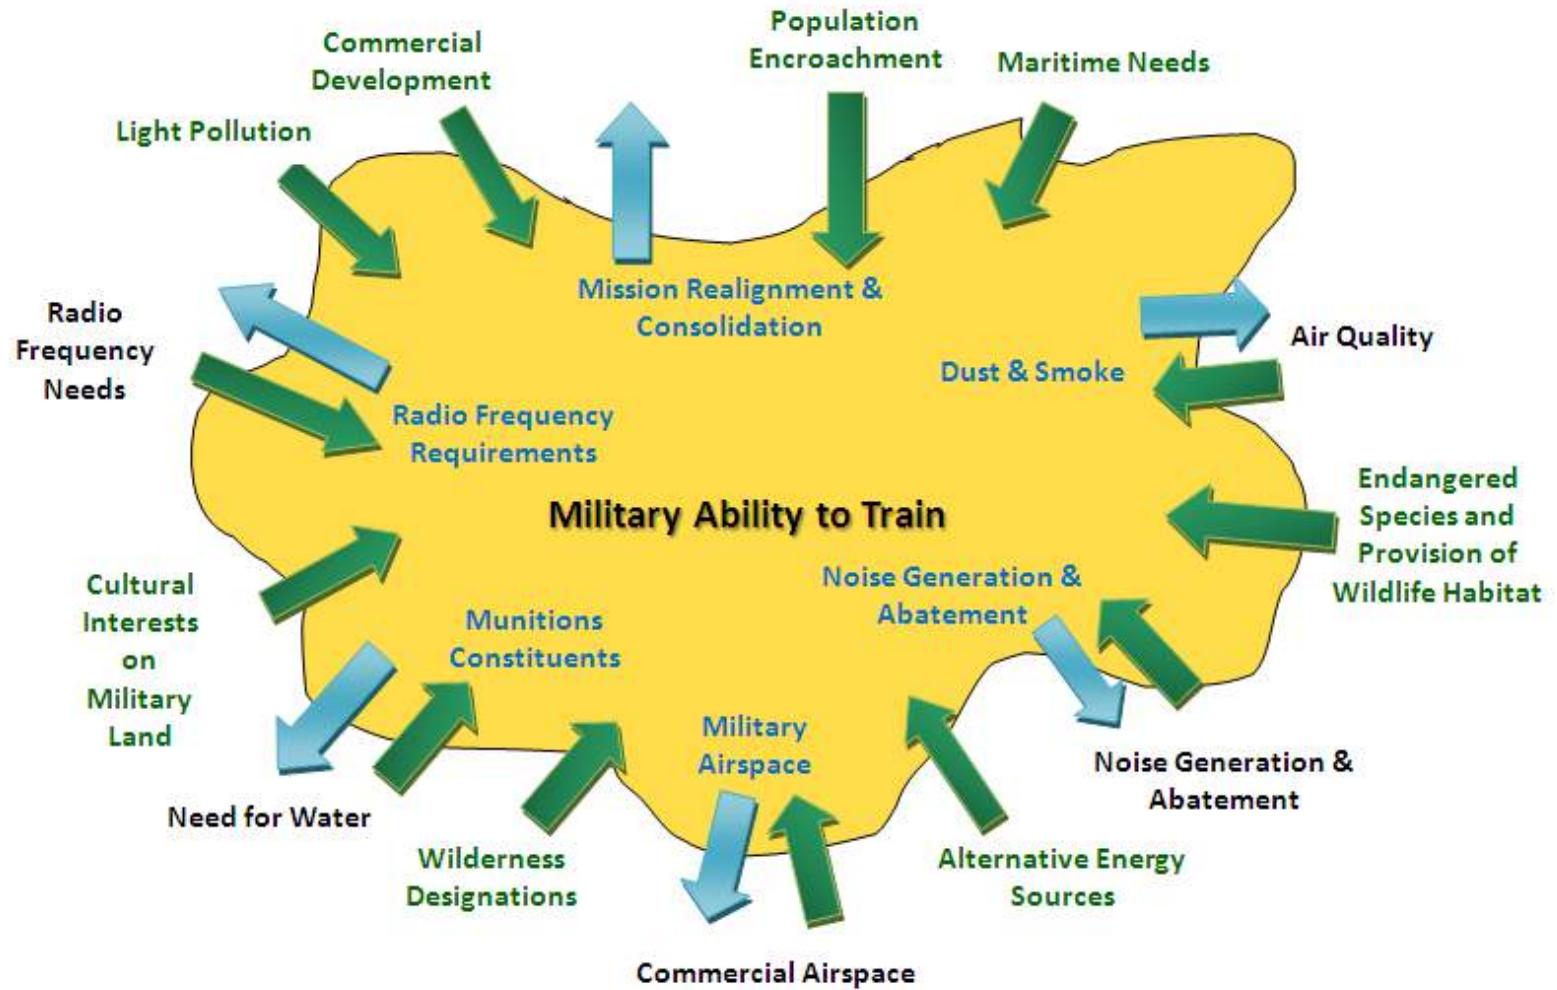 Population
Encroachment
Commercial
Development
Maritime Needs
Light Pollution
Mission Realignment &
Consolidation
Radio
Frequency
Needs
Air Quality
Dust & Smoke
Radio Frequency
Requirements
Military Ability to Train
Endangered
Species and
Provision of
Wildlife Habitat
Cultural
Interests
on
Military
Land
Noise Generation &
Abatement
Munitions
Constituents
Military
Airspace
Noise Generation &
Abatement
Need for Water
Wilderness
Designations
Alternative Energy
Sources
Commercial Airspace